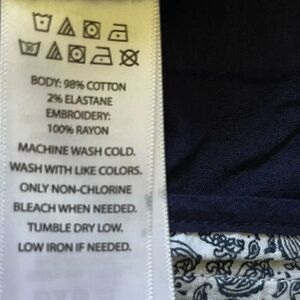 BODY: 98% COTTON
2% ELASTANE
EMBROIDERY:
100% RAYON
MACHINE WASH COLD.
WASH WITH LIKE COLORS.
ONLY NON-CHLORINE
BLEACH WHEN NEEDED.
TUMBLE DRY LOW.
LOW IRON IF NEEDED.